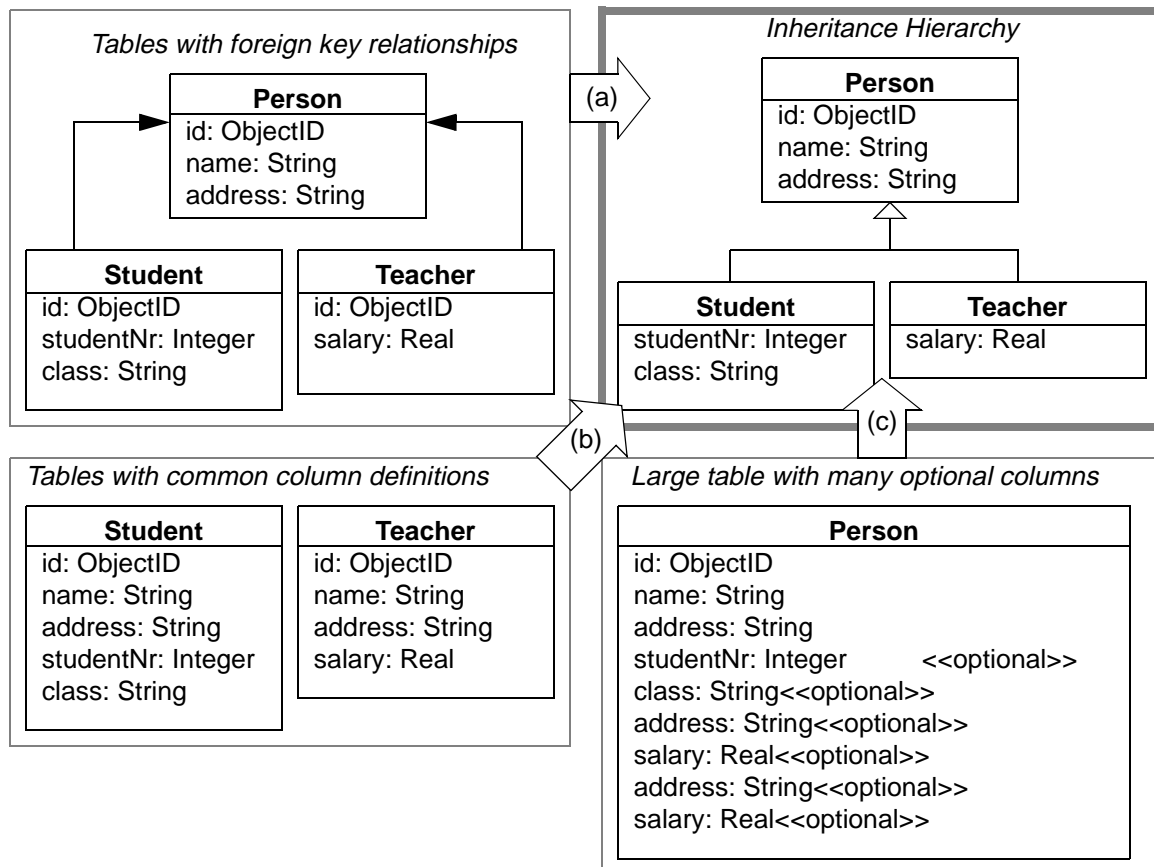 Tables with foreign key relationships
Person
id: ObjectID
name: String
address: String
Student
id: ObjectID
studentNr: Integer
class: String
Teacher
id: ObjectID
salary: Real
(a)
Inheritance Hierarchy
Person
id: ObjectID
name: String
address: String
Student
studentNr: Integer
class: String
Teacher
salary: Real
(b)
(c)
Tables with common column definitions
Student
id: ObjectID
name: String
address: String
studentNr: Integer
class: String
Teacher
id: ObjectID
name: String
address: String
salary: Real
Large table with many optional columns
Person
id: ObjectID
name: String
address: String
studentNr: Integer <<optional>>
class: String<<optional>>
address: String<<optional>>
salary: Real<<optional>>
address: String<<optional>>
salary: Real<<optional>>